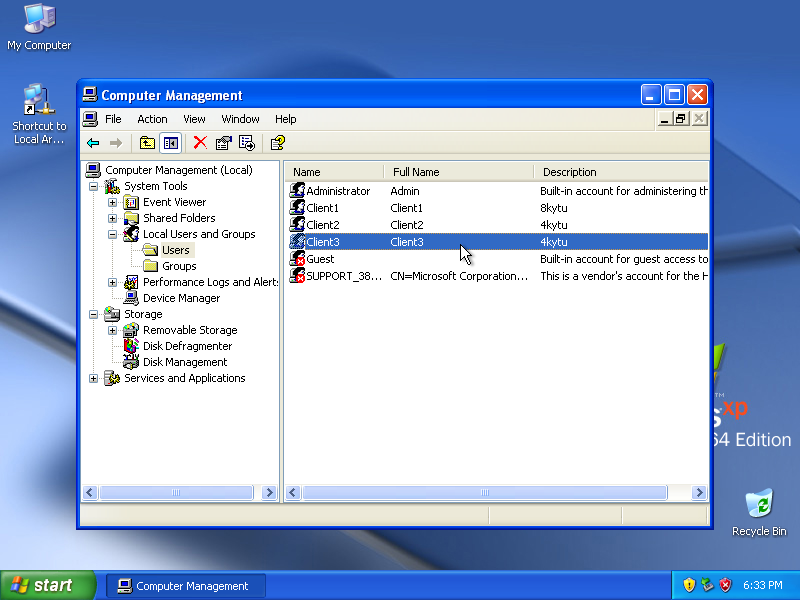 My Computer
Shortcut to
Local Ar...
Computer Management
File Action View Window Help
Computer Management (Local)
System Tools
Event Viewer
Shared Folders
Local Users and Groups
Users
Groups
Performance Logs and Alert
Device Manager
Storage
Removable Storage
Disk Defragmenter
Disk Management
Services and Applications
Name Full Name Description
Administrator Admin Built-in account for administering th
Client1 Client1 8kytu
Client2 Client2 4kytu
Client3 Client3 4kytu
Guest Built-in account for guest access to
SUPPORT_38... CN=Microsoft Corporation... This is a vendor's account for the H
TM
s xp
64 Edition
Recycle Bin
start
Computer Management
6:33 PM